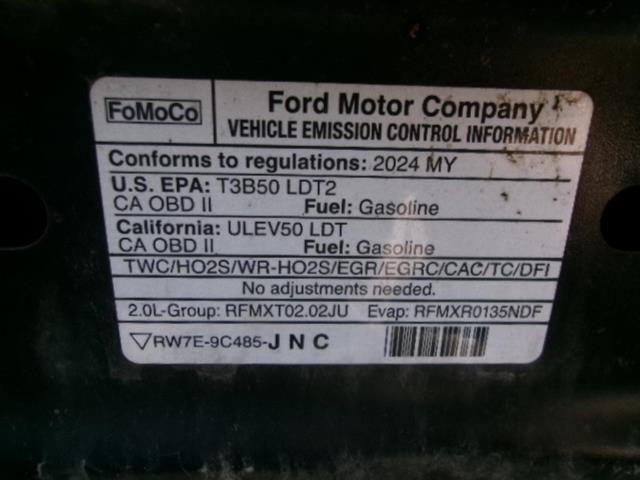 FoMoCo
Ford Motor Company
VEHICLE EMISSION CONTROL INFORMATION
Conforms to regulations: 2024 MY
U.S. EPA: T3B50 LDT2
CA OBD II Fuel: Gasoline
California: ULEV50 LDT
CA OBD II Fuel: Gasoline
TWC/HO2S/WR-HO2S/EGR/EGRC/CAC/TC/DFI
No adjustments needed.
2.0L-Group: RFMXT02.02JU Evap: RFMXR0135NDF
▽RW7E-9C485-JNC